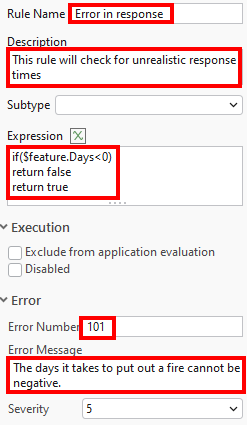 Rule Name Error in response
Description
This rule will check for unrealistic response
times
Subtype
Expression
if($feature.Days<0)
return false
return true
Execution
Exclude from application evaluation
Disabled
Error
Error Number 101
Error Message
The days it takes to put out a fire cannot be
negative.
Severity 5